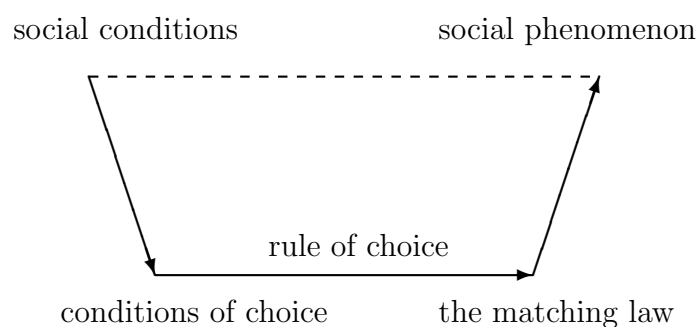 social conditions
social phenomenon
rule of choice
conditions of choice
the matching law